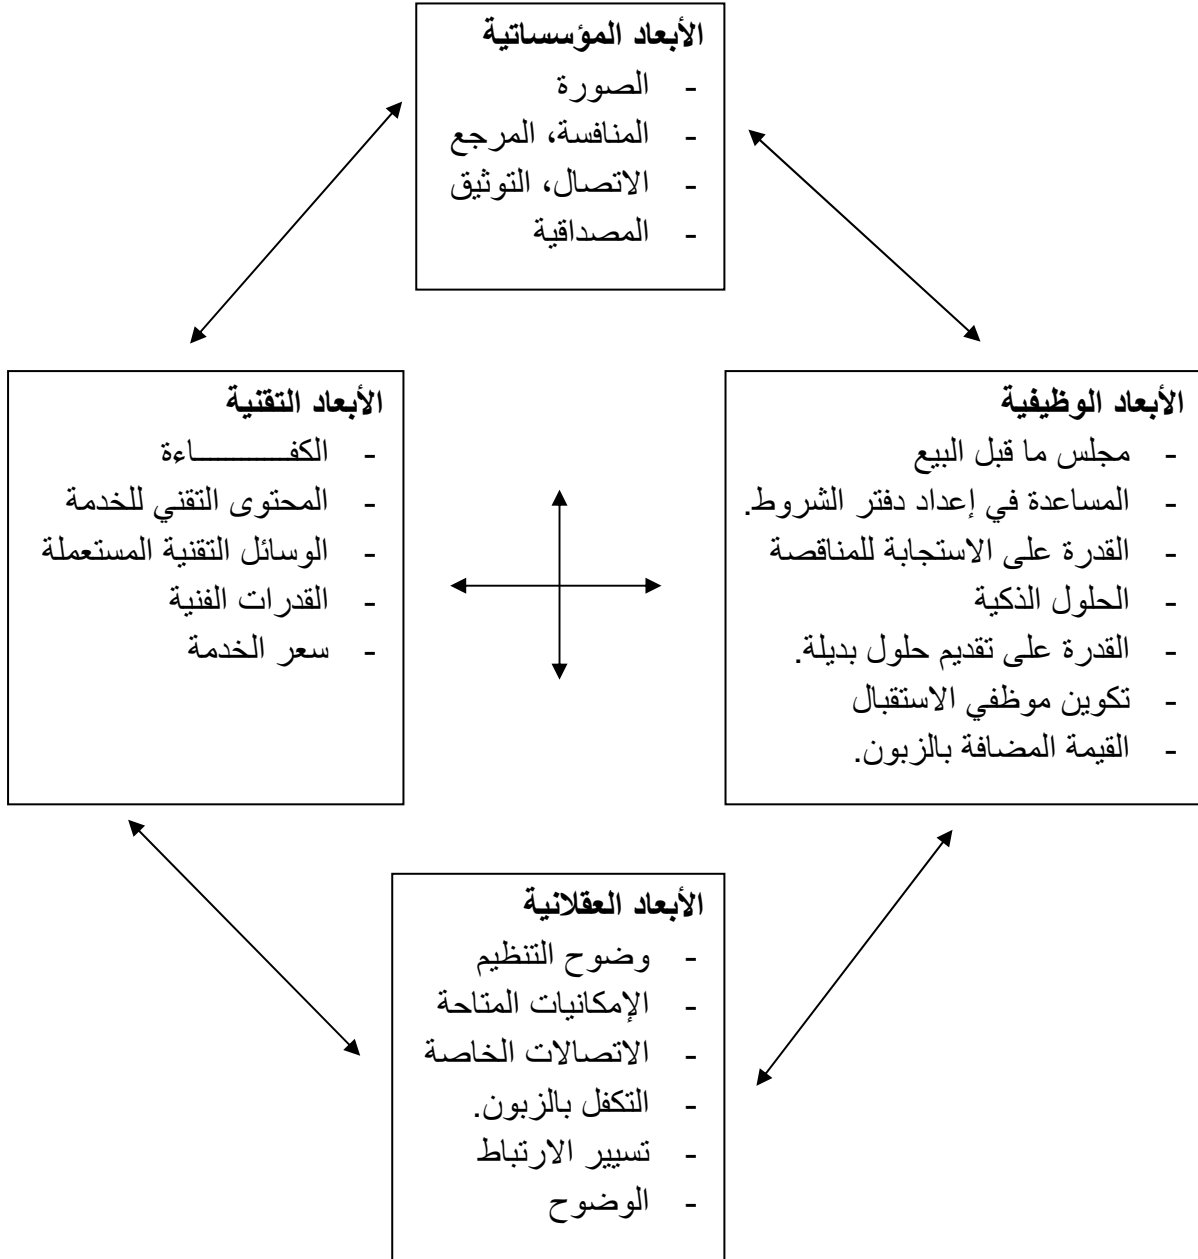 الأبعاد المؤسساتية
- الصورة
- المنافسة، المرجع
- الاتصال، التوثيق
- المصداقية
الأبعاد الوظيفية
- مجلس ما قبل البيع
- المساعدة في إعداد دفتر الشروط.
- القدرة على الاستجابة للمناقصة
- الحلول الذكية
- القدرة على تقديم حلول بديلة.
- تكوين موظفي الاستقبال
- القيمة المضافة بالزبون.
الأبعاد التقنية
- الكفـــــــــــاءة
- المحتوى التقني للخدمة
- الوسائل التقنية المستعملة
- القدرات الفنية
- سعر الخدمة
الأبعاد العقلانية
- وضوح التنظيم
- الإمكانيات المتاحة
- الاتصالات الخاصة
- التكفل بالزبون.
- تسيير الارتباط
- الوضوح